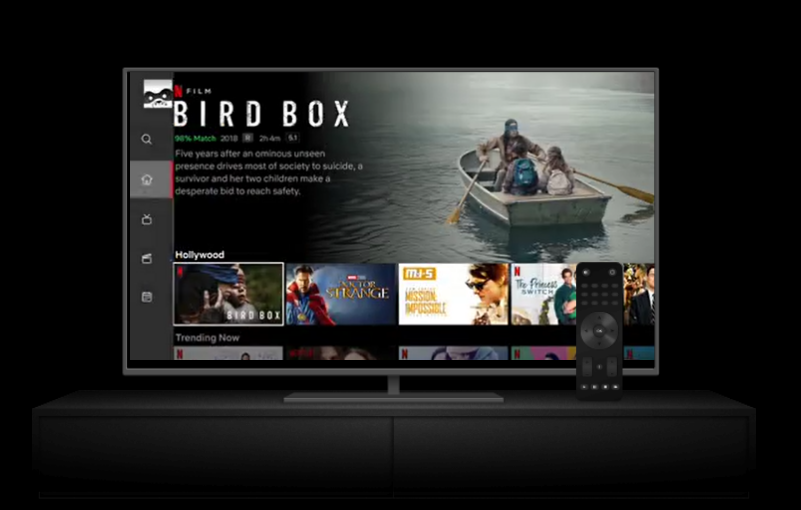 N FILM
BIRD BOX
98% Match 2018 R 2h 4m 5.1
Five years after an ominous unseen
presence drives most of society to suicide, a
survivor and her two children make a
desperate bid to reach safety.
Hollywood
N
BIRD BOX
DOCTOR STRANGE
M:I-5
MISSION:
IMPOSSIBLE
N
The Princess
SWITCH
Trending Now
N
N
N